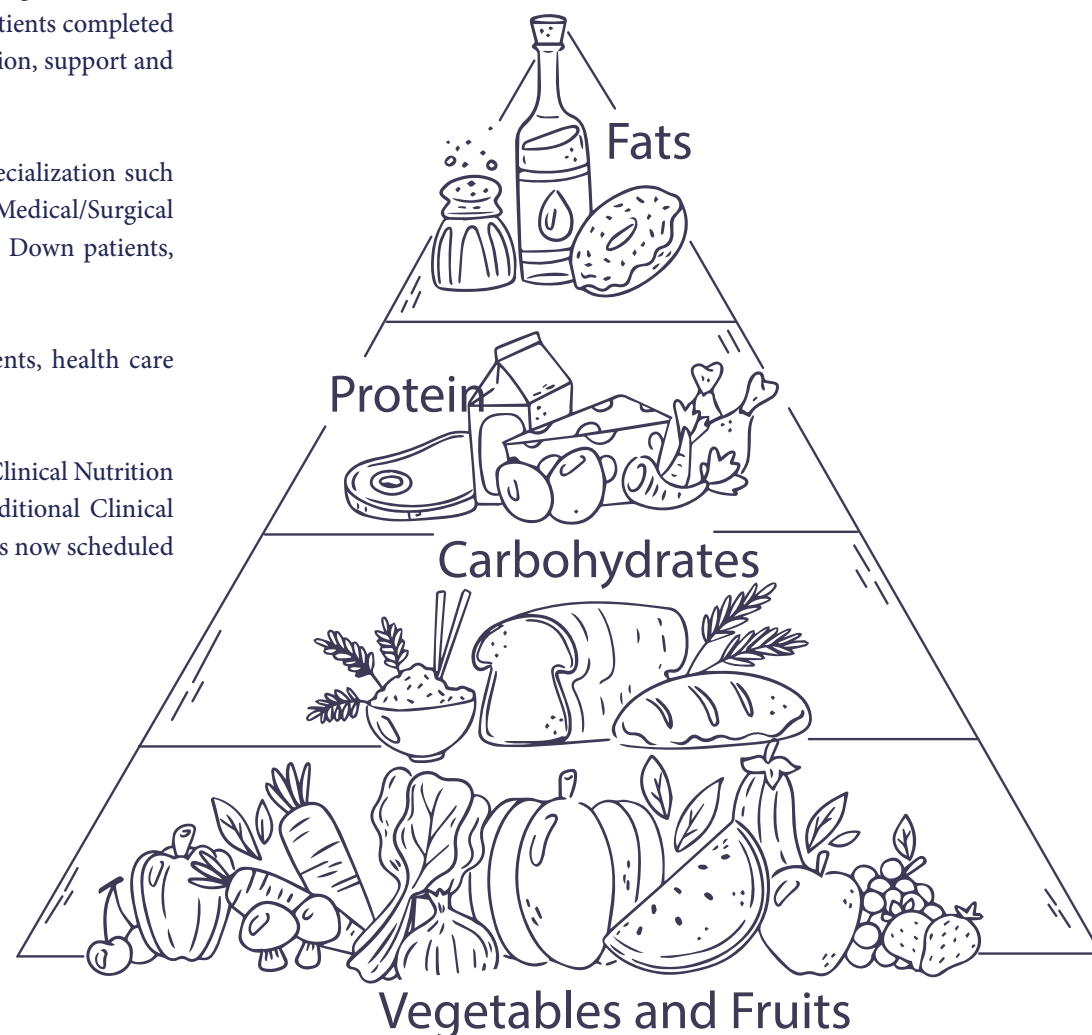 tients completed
ion, support and
ecialization such
Medical/Surgical
Down patients,
ents, health care
Clinical Nutrition
ditional Clinical
s now scheduled
Fats
Protein
Carbohydrates
Vegetables and Fruits